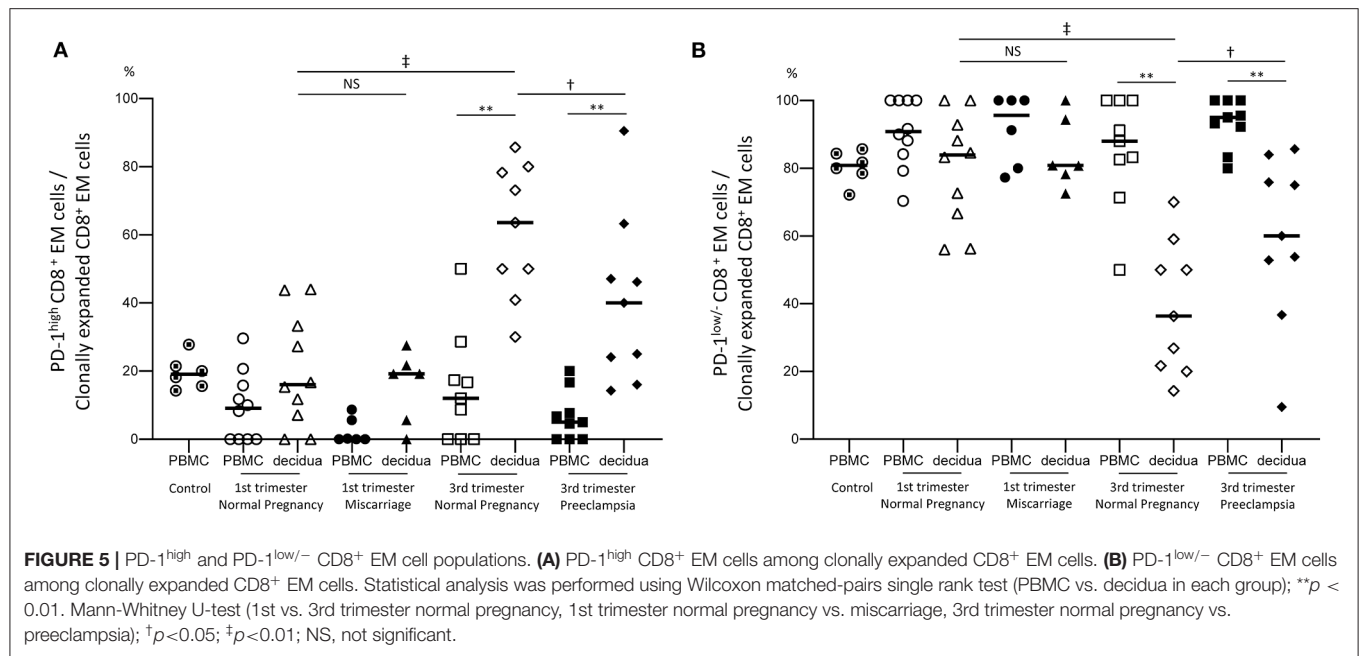 A
%
‡
NS
†
**
**
100
80
60
40
20
0
PD-1high CD8+ EM cells /
Clonally expanded CD8+ EM cells
PBMC PBMC decidua PBMC decidua PBMC decidua PBMC decidua
Control 1st trimester Normal Pregnancy 1st trimester Miscarriage 3rd trimester Normal Pregnancy 3rd trimester Preeclampsia
B
%
‡
NS
†
**
**
100
80
60
40
20
0
PD-1low/- CD8+ EM cells /
Clonally expanded CD8+ EM cells
PBMC PBMC decidua PBMC decidua PBMC decidua PBMC decidua
Control 1st trimester Normal Pregnancy 1st trimester Miscarriage 3rd trimester Normal Pregnancy 3rd trimester Preeclampsia
FIGURE 5 | PD-1high and PD-1low/− CD8+ EM cell populations. (A) PD-1high CD8+ EM cells among clonally expanded CD8+ EM cells. (B) PD-1low/− CD8+ EM cells
among clonally expanded CD8+ EM cells. Statistical analysis was performed using Wilcoxon matched-pairs single rank test (PBMC vs. decidua in each group); **p <
0.01. Mann-Whitney U-test (1st vs. 3rd trimester normal pregnancy, 1st trimester normal pregnancy vs. miscarriage, 3rd trimester normal pregnancy vs.
preeclampsia); †p<0.05; ‡p<0.01; NS, not significant.